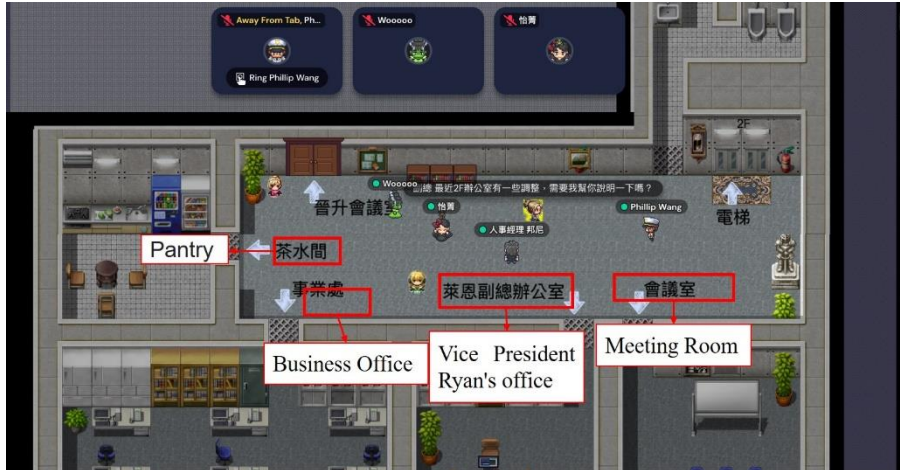 Away From Tab, Ph...
Wooooo
怡菁
Ring Phillip Wang
2F
Wooooo
副總 最近2F辦公室有一些調整，需要我幫你說明一下嗎？
晉升會議室
怡菁
Phillip Wang
電梯
人事經理 邦尼
Pantry
茶水間
事業處
萊恩副總辦公室
會議室
Business Office
Vice President
Ryan's office
Meeting Room